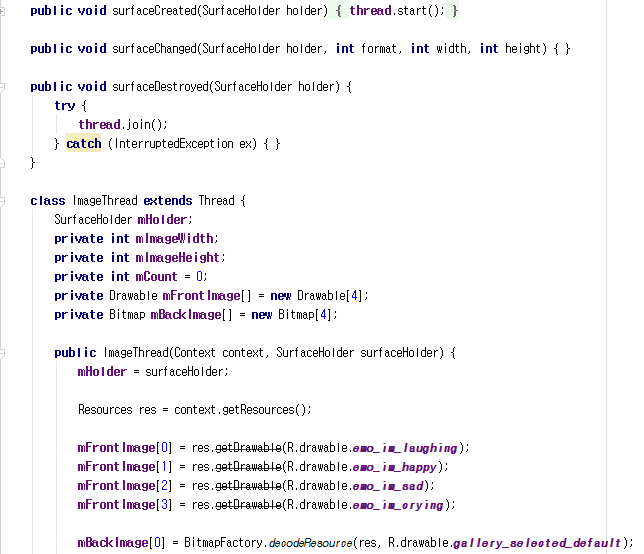 public void surfaceCreated(SurfaceHolder holder) { thread.start(); }
public void surfaceChanged(SurfaceHolder holder, int format, int width, int height) { }
public void surfaceDestroyed(SurfaceHolder holder) {
try {
thread.join();
} catch (InterruptedException ex) { }
}
class ImageThread extends Thread {
SurfaceHolder mHolder;
private int mImageWidth;
private int mImageHeight;
private int mCount = 0;
private Drawable mFrontImage[] = new Drawable[4];
private Bitmap mBackImage[] = new Bitmap[4];
public ImageThread(Context context, SurfaceHolder surfaceHolder) {
mHolder = surfaceHolder;
Resources res = context.getResources();
mFrontImage[0] = res.getDrawable(R.drawable.emo_im_laughing);
mFrontImage[1] = res.getDrawable(R.drawable.emo_im_happy);
mFrontImage[2] = res.getDrawable(R.drawable.emo_im_sad);
mFrontImage[3] = res.getDrawable(R.drawable.emo_im_crying);
mBackImage[0] = BitmapFactory.decodeResource(res, R.drawable.gallery_selected_default);